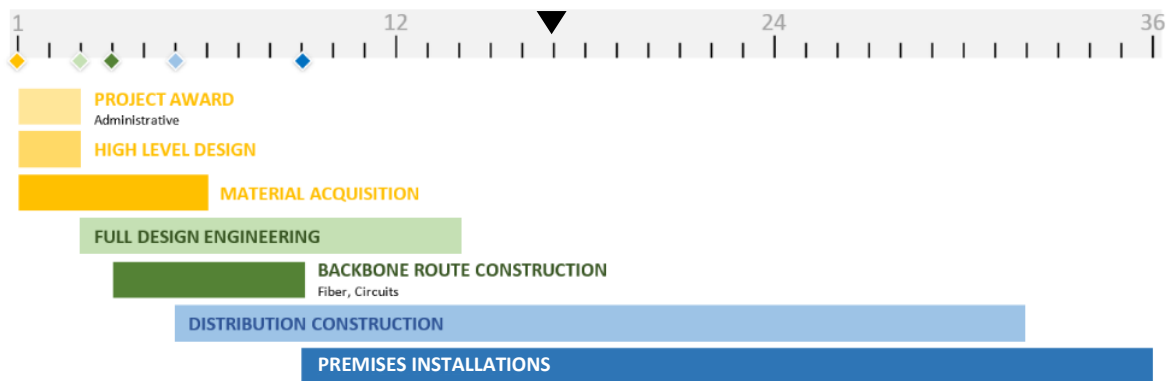 1 12 24 36
PROJECT AWARD
Administrative
HIGH LEVEL DESIGN
MATERIAL ACQUISITION
FULL DESIGN ENGINEERING
BACKBONE ROUTE CONSTRUCTION
Fiber, Circuits
DISTRIBUTION CONSTRUCTION
PREMISES INSTALLATIONS